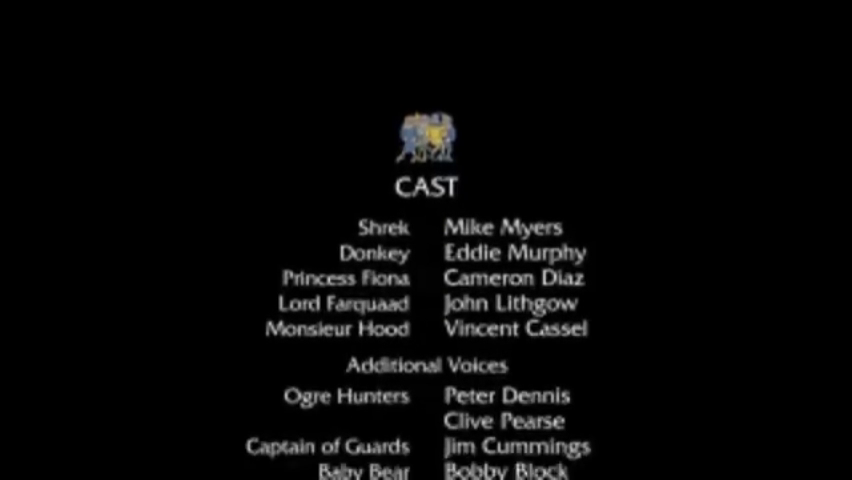 CAST
Shrek Mike Myers
Donkey Eddie Murphy
Princess Fiona Cameron Diaz
Lord Farquaad John Lithgow
Monsieur Hood Vincent Cassel
Additional Voices
Ogre Hunters Peter Dennis
Clive Pearse
Captain of Guards Jim Cummings
Baby Bear Bobby Block